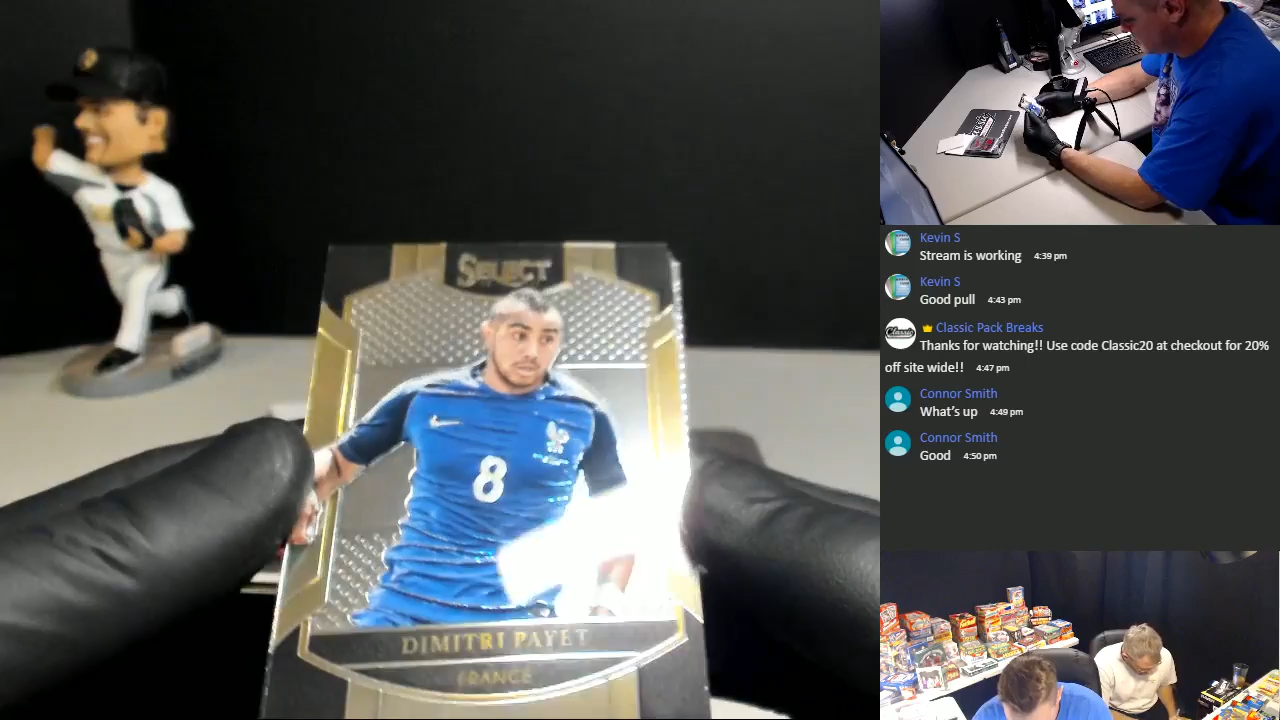 SELECT
8
DIMITRI PAYET
FRANCE
Kevin S
Stream is working 4:39 pm
Kevin S
Good pull 4:43 pm
Classic
Classic Pack Breaks
Thanks for watching!! Use code Classic20 at checkout for 20%
off site wide!! 4:47 pm
Connor Smith
What's up 4:49 pm
Connor Smith
Good 4:50 pm